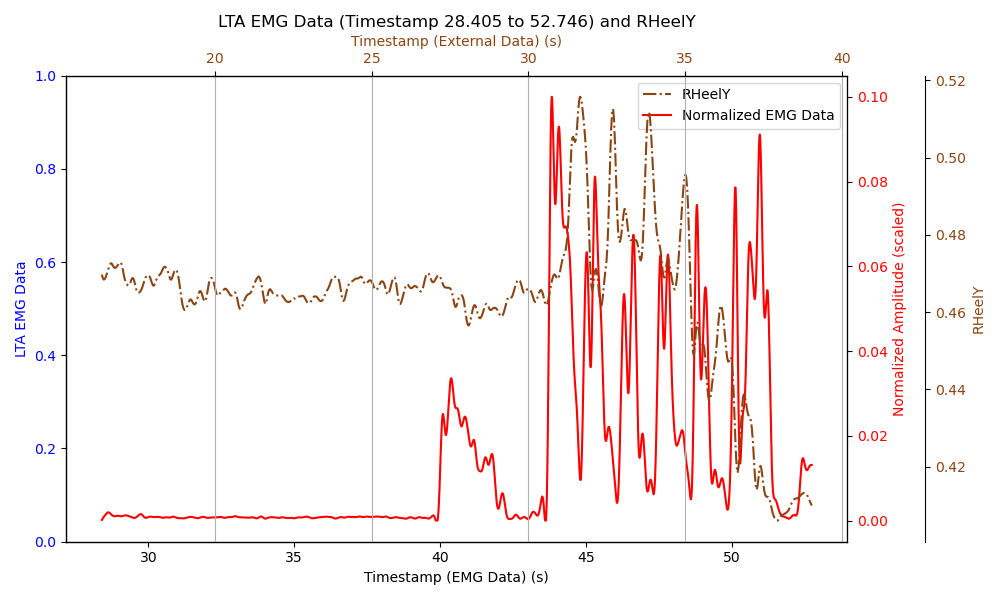 LTA EMG Data (Timestamp 28.405 to 52.746) and RHeelY
Timestamp (External Data) (s)
20 25 30 35 40
1.0
0.8
0.6
0.4
0.2
0.0
LTA EMG Data
RHeelY
Normalized EMG Data
0.10
0.08
0.06
0.04
0.02
0.00
Normalized Amplitude (scaled)
0.52
0.50
0.48
0.46
0.44
0.42
RHeelY
30 35 40 45 50
Timestamp (EMG Data) (s)